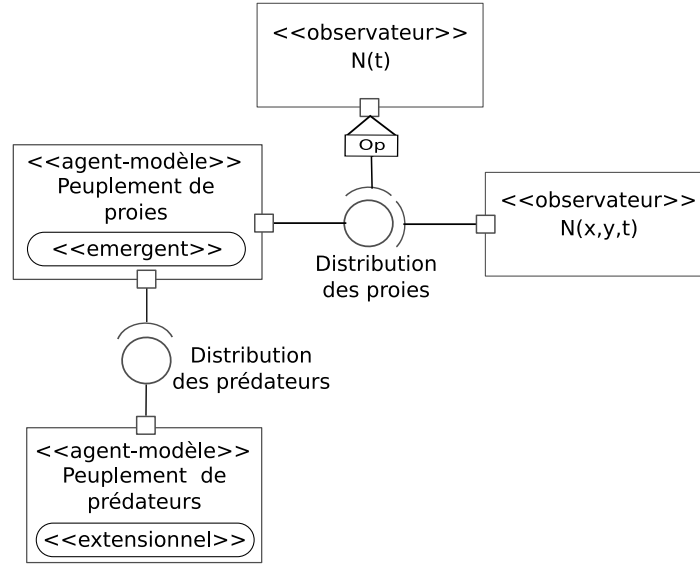 <<observateur>>
N(t)
Op
<<agent-modèle>>
Peuplement de
proies
<<emergent>>
<<observateur>>
N(x,y,t)
Distribution
des proies
Distribution
des prédateurs
<<agent-modèle>>
Peuplement de
prédateurs
<<extensionnel>>